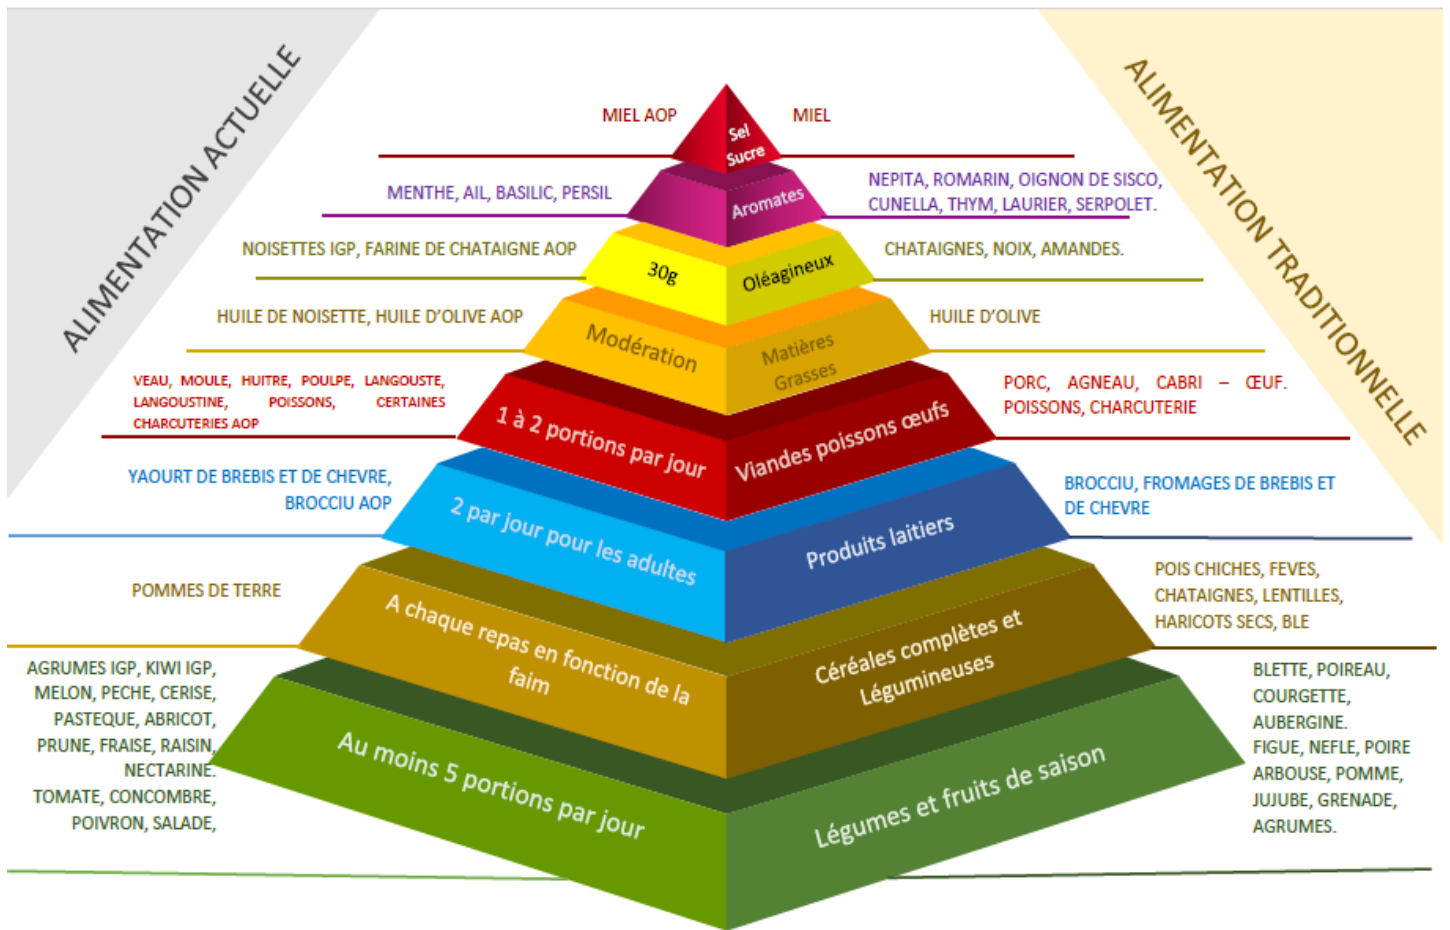 ALIMENTATION ACTUELLE
ALIMENTATION TRADITIONNELLE
MIEL AOP
Sel
Sucre
MIEL
MENTHE, AIL, BASILIC, PERSIL
Aromates
NEPITA, ROMARIN, OIGNON DE SISCO,
CUNELLA, THYM, LAURIER, SERPOLET.
NOISETTES IGP, FARINE DE CHATAIGNE AOP
30g
Oléagineux
CHATAIGNES, NOIX, AMANDES.
HUILE DE NOISETTE, HUILE D'OLIVE AOP
Modération
Matières
Grasses
HUILE D'OLIVE
VEAU, MOULE, HUITRE, POULPE, LANGOUSTE,
LANGOUSTINE, POISSONS, CERTAINES
CHARCUTERIES AOP
1 à 2 portions par jour
Viandes poissons œufs
PORC, AGNEAU, CABRI – ŒUF.
POISSONS, CHARCUTERIE
YAOURT DE BREBIS ET DE CHEVRE,
BROCCIU AOP
2 par jour pour les adultes
Produits laitiers
BROCCIU, FROMAGES DE BREBIS ET
DE CHEVRE
POMMES DE TERRE
A chaque repas en fonction de la
faim
Céréales complètes et
Légumineuses
POIS CHICHES, FEVES,
CHATAIGNES, LENTILLES,
HARICOTS SECS, BLE
AGRUMES IGP, KIWI IGP,
MELON, PECHE, CERISE,
PASTEQUE, ABRICOT,
PRUNE, FRAISE, RAISIN,
NECTARINE.
TOMATE, CONCOMBRE,
POIVRON, SALADE,
Au moins 5 portions par jour
Légumes et fruits de saison
BLETTE, POIREAU,
COURGETTE,
AUBERGINE.
FIGUE, NEFLE, POIRE
ARBOUSE, POMME,
JUJUBE, GRENADE,
AGRUMES.